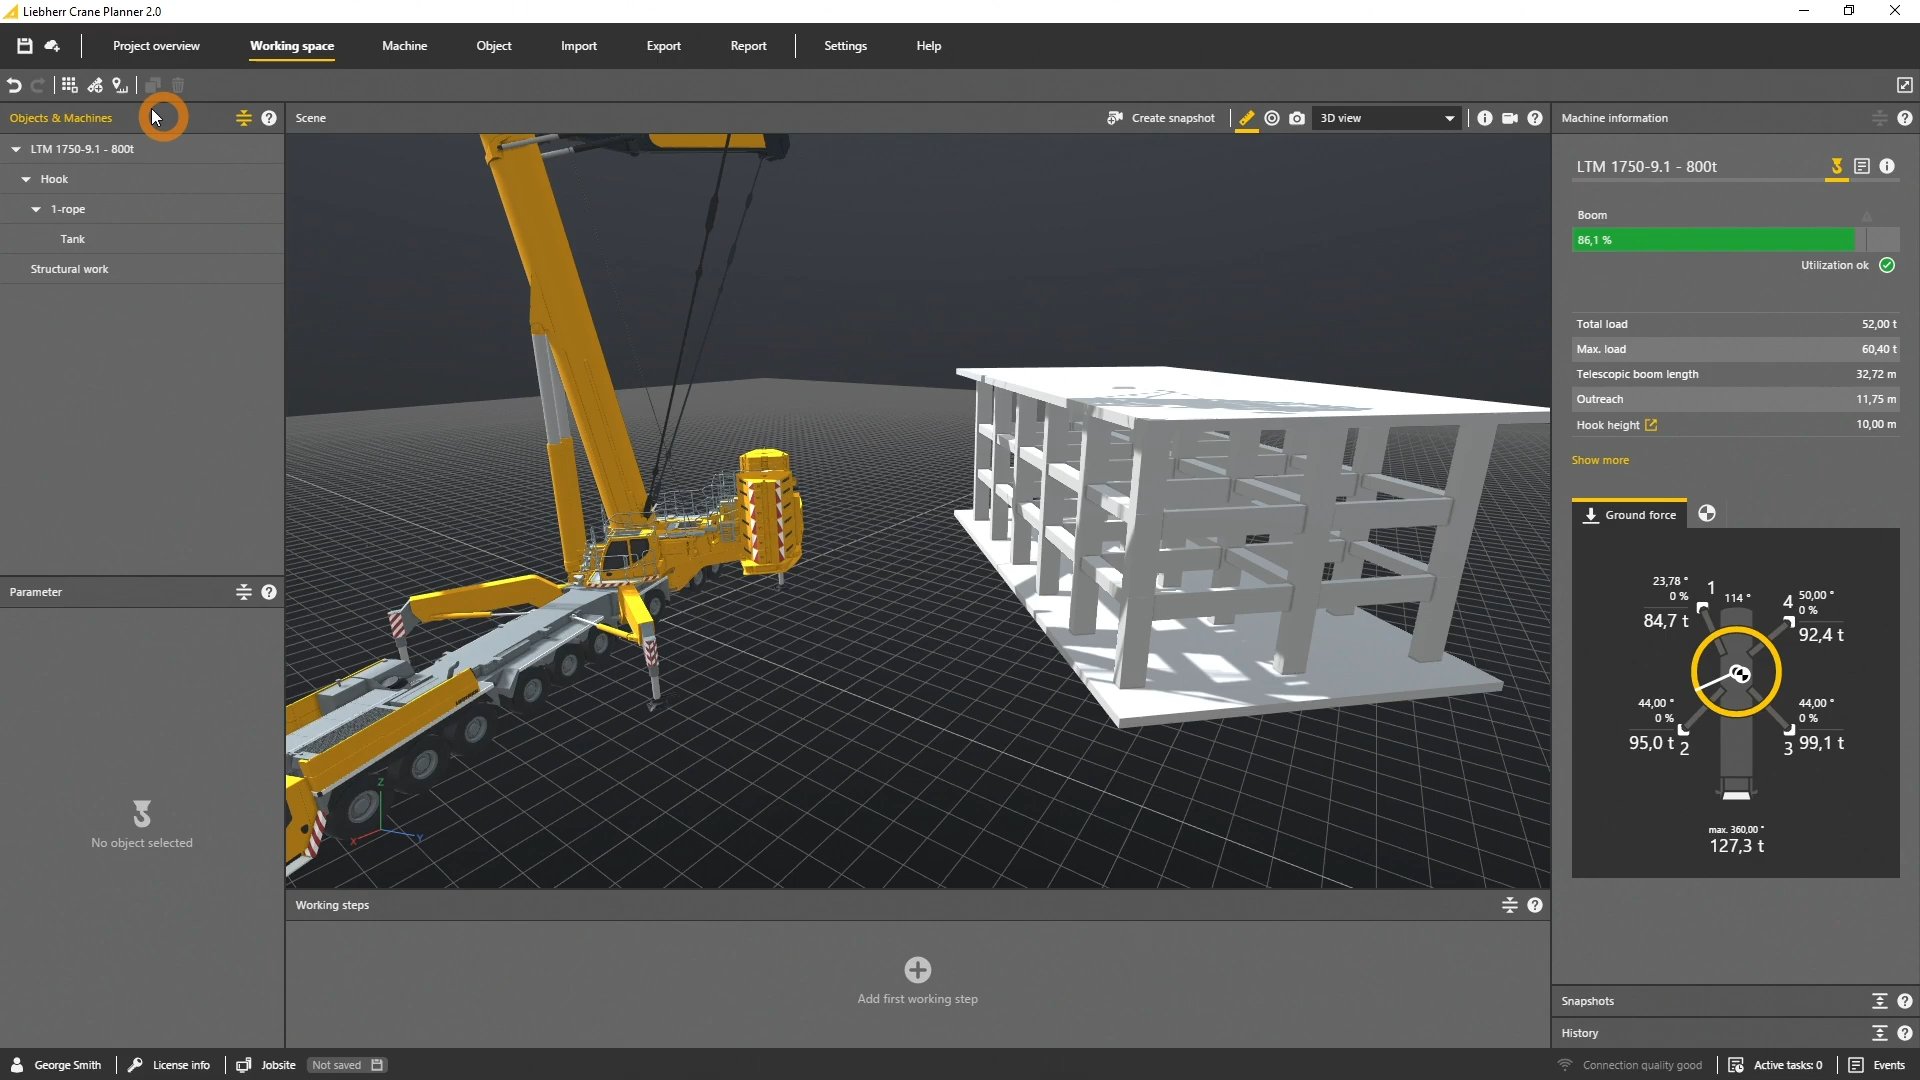 Liebherr Crane Planner 2.0
Project overview
Working space
Machine
Object
Import
Export
Report
Settings
Help
Objects & Machines
LTM 1750-9.1 - 800t
Hook
1-rope
Tank
Structural work
Parameter
No object selected
Scene
Create snapshot
3D view
Z
X
Y
Working steps
Add first working step
Machine information
LTM 1750-9.1 - 800t
Boom
86,1 %
Utilization ok
Total load 52,00 t
Max. load 60,40 t
Telescopic boom length 32,72 m
Outreach 11,75 m
Hook height 10,00 m
Show more
Ground force
23,78 °
0 %
84,7 t
1
114 °
4
50,00 °
0 %
92,4 t
44,00 °
0 %
95,0 t
2
44,00 °
0 %
3
99,1 t
max. 360,00 °
127,3 t
Snapshots
History
George Smith
License info
Jobsite
Not saved
Connection quality good
Active tasks: 0
Events